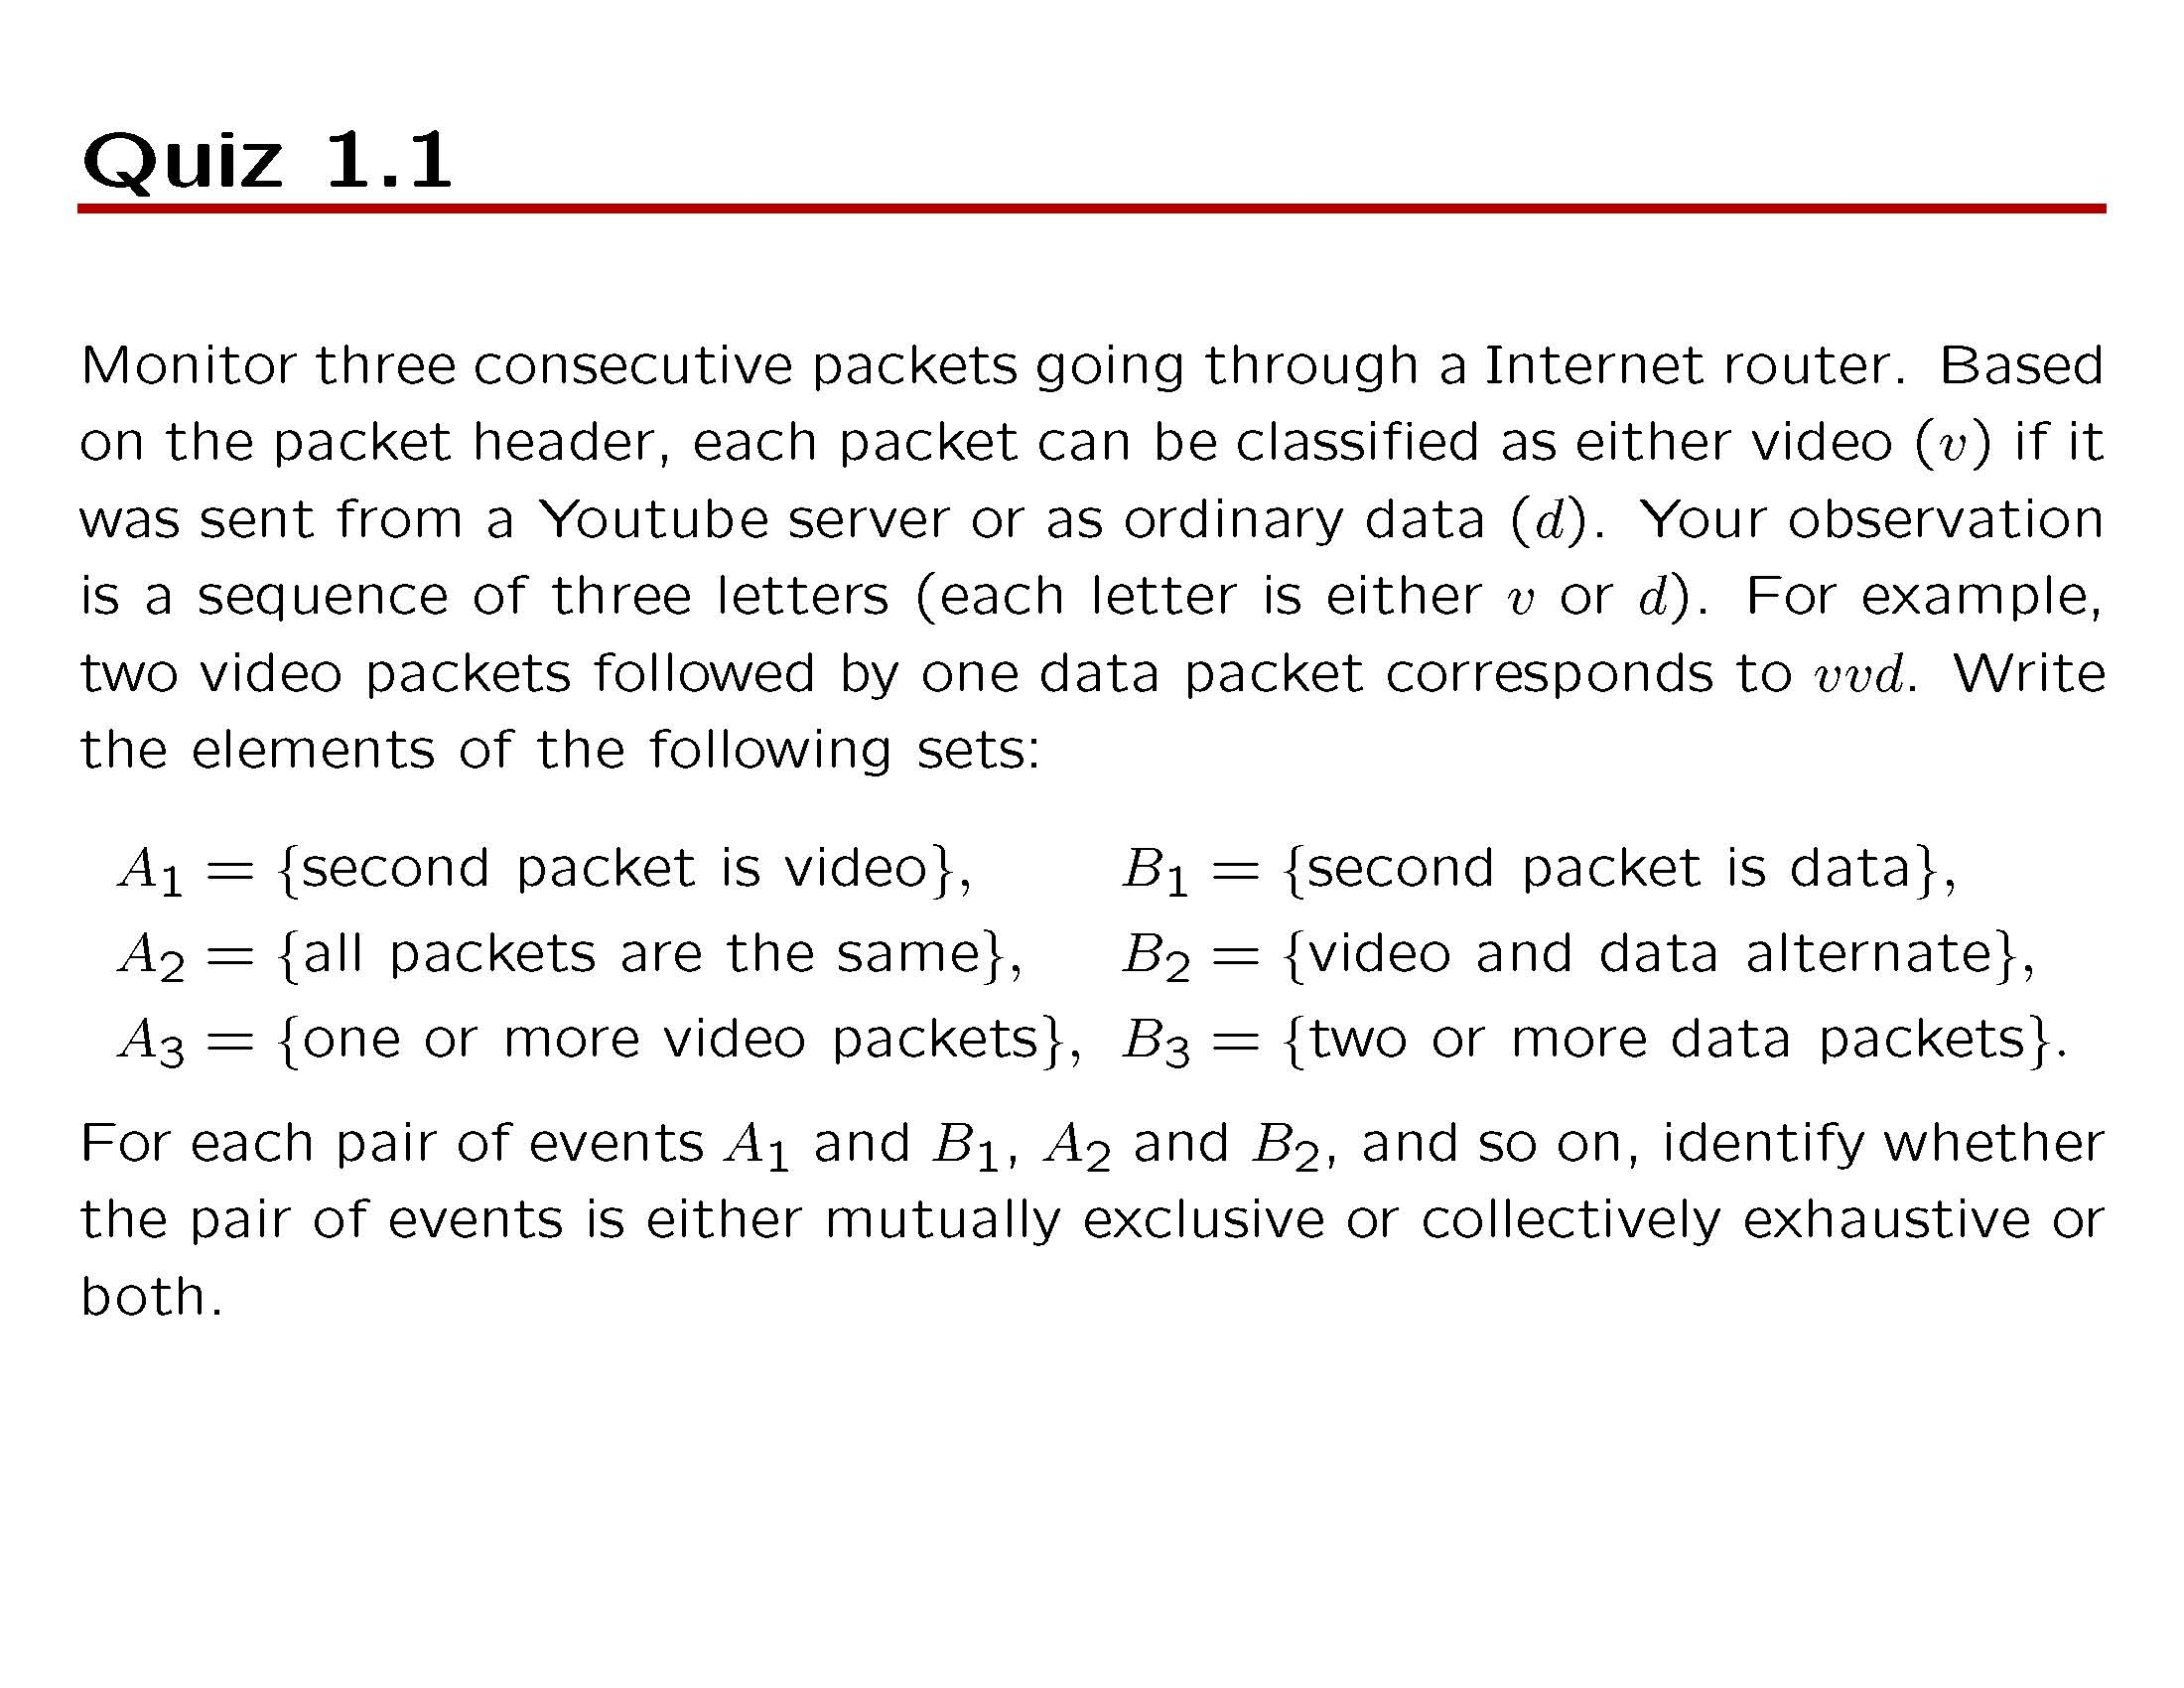 Quiz 1.1
Monitor three consecutive packets going through a Internet router. Based
on the packet header, each packet can be classified as either video (v) if it
was sent from a Youtube server or as ordinary data (d). Your observation
is a sequence of three letters (each letter is either v or d). For example,
two video packets followed by one data packet corresponds to vvd. Write
the elements of the following sets:
A₁ = {second packet is video}, B₁ = {second packet is data},
A₂ = {all packets are the same}, B₂ = {video and data alternate},
A₃ = {one or more video packets}, B₃ = {two or more data packets}.
For each pair of events A₁ and B₁, A₂ and B₂, and so on, identify whether
the pair of events is either mutually exclusive or collectively exhaustive or
both.